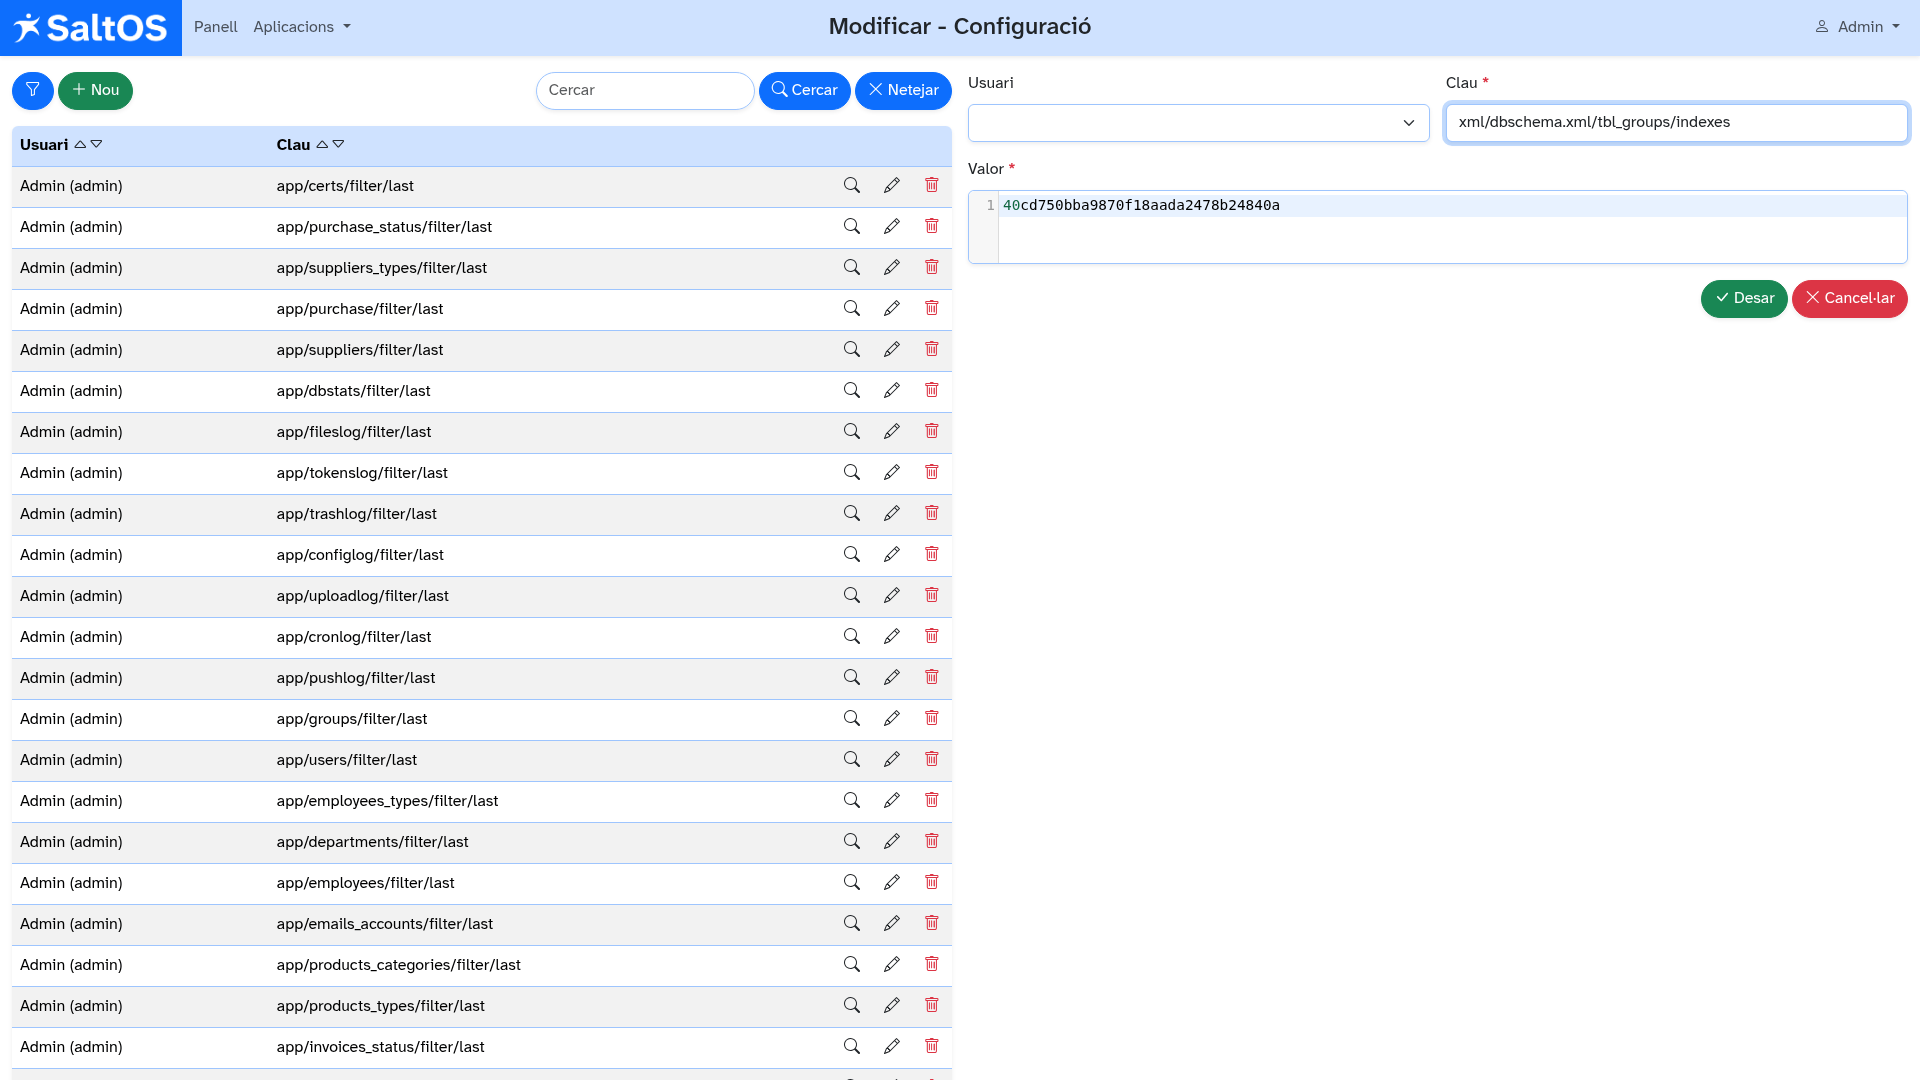 SaltOS
Panell
Aplicacions
Modificar - Configuració
Admin
Nou
Cercar
Cercar
Netejar
Usuari
Clau
Admin (admin) app/certs/filter/last
Admin (admin) app/purchase_status/filter/last
Admin (admin) app/suppliers_types/filter/last
Admin (admin) app/purchase/filter/last
Admin (admin) app/suppliers/filter/last
Admin (admin) app/dbstats/filter/last
Admin (admin) app/fileslog/filter/last
Admin (admin) app/tokenslog/filter/last
Admin (admin) app/trashlog/filter/last
Admin (admin) app/configlog/filter/last
Admin (admin) app/uploadlog/filter/last
Admin (admin) app/cronlog/filter/last
Admin (admin) app/pushlog/filter/last
Admin (admin) app/groups/filter/last
Admin (admin) app/users/filter/last
Admin (admin) app/employees_types/filter/last
Admin (admin) app/departments/filter/last
Admin (admin) app/employees/filter/last
Admin (admin) app/emails_accounts/filter/last
Admin (admin) app/products_categories/filter/last
Admin (admin) app/products_types/filter/last
Admin (admin) app/invoices_status/filter/last
Usuari
Clau *
xml/dbschema.xml/tbl_groups/indexes
Valor *
1 40cd750bba9870f18aada2478b24840a
Desar
Cancel·lar